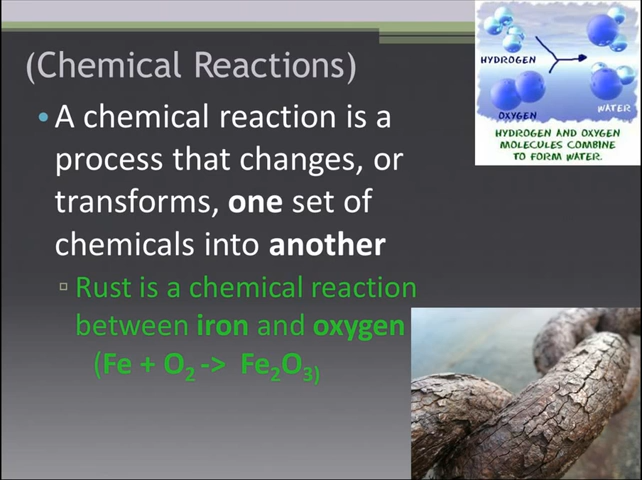 (Chemical Reactions)
• A chemical reaction is a
process that changes, or
transforms, one set of
chemicals into another
▫ Rust is a chemical reaction
between iron and oxygen
(Fe + O₂ -> Fe₂O₃₎
HYDROGEN
OXYGEN
WATER
HYDROGEN AND OXYGEN
MOLECULES COMBINE
TO FORM WATER.